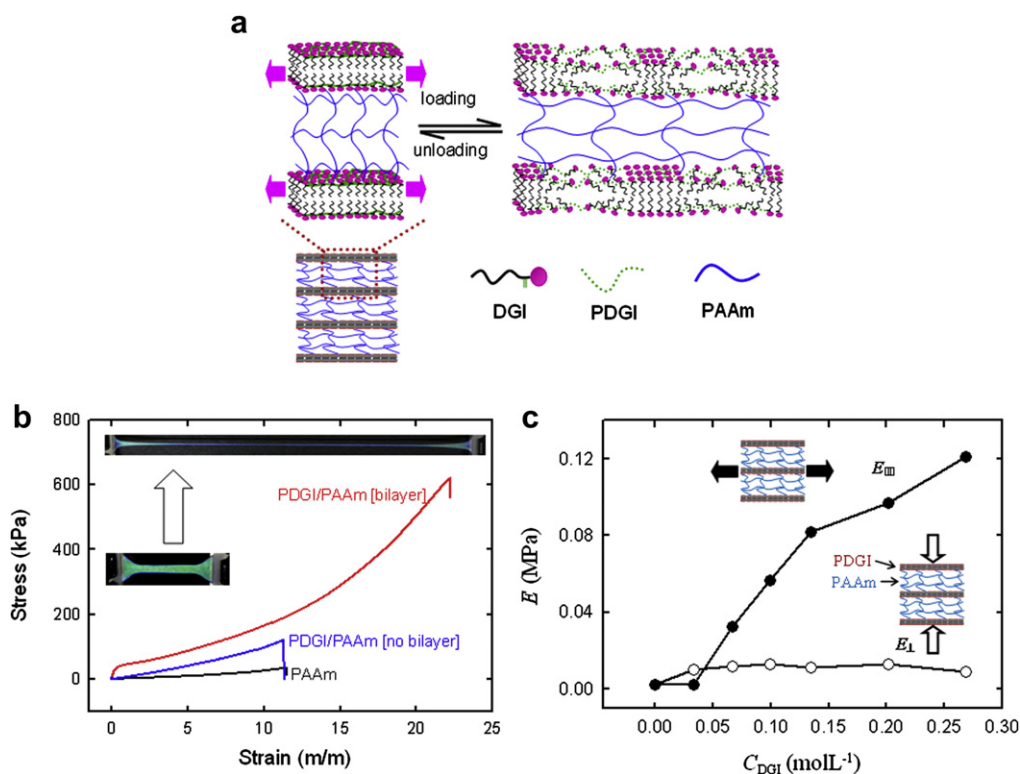 a
loading
unloading
DGI
PDGI
PAAm
b
800
600
400
200
0
Stress (kPa)
PDGI/PAAm [bilayer]
PDGI/PAAm [no bilayer]
PAAm
0
5
10
15
20
25
Strain (m/m)
c
0.12
0.08
0.04
0.00
E (MPa)
PDGI
PAAm
E⊥
0.00
0.05
0.10
0.15
0.20
0.25
0.30
C_DGI (molL⁻¹)